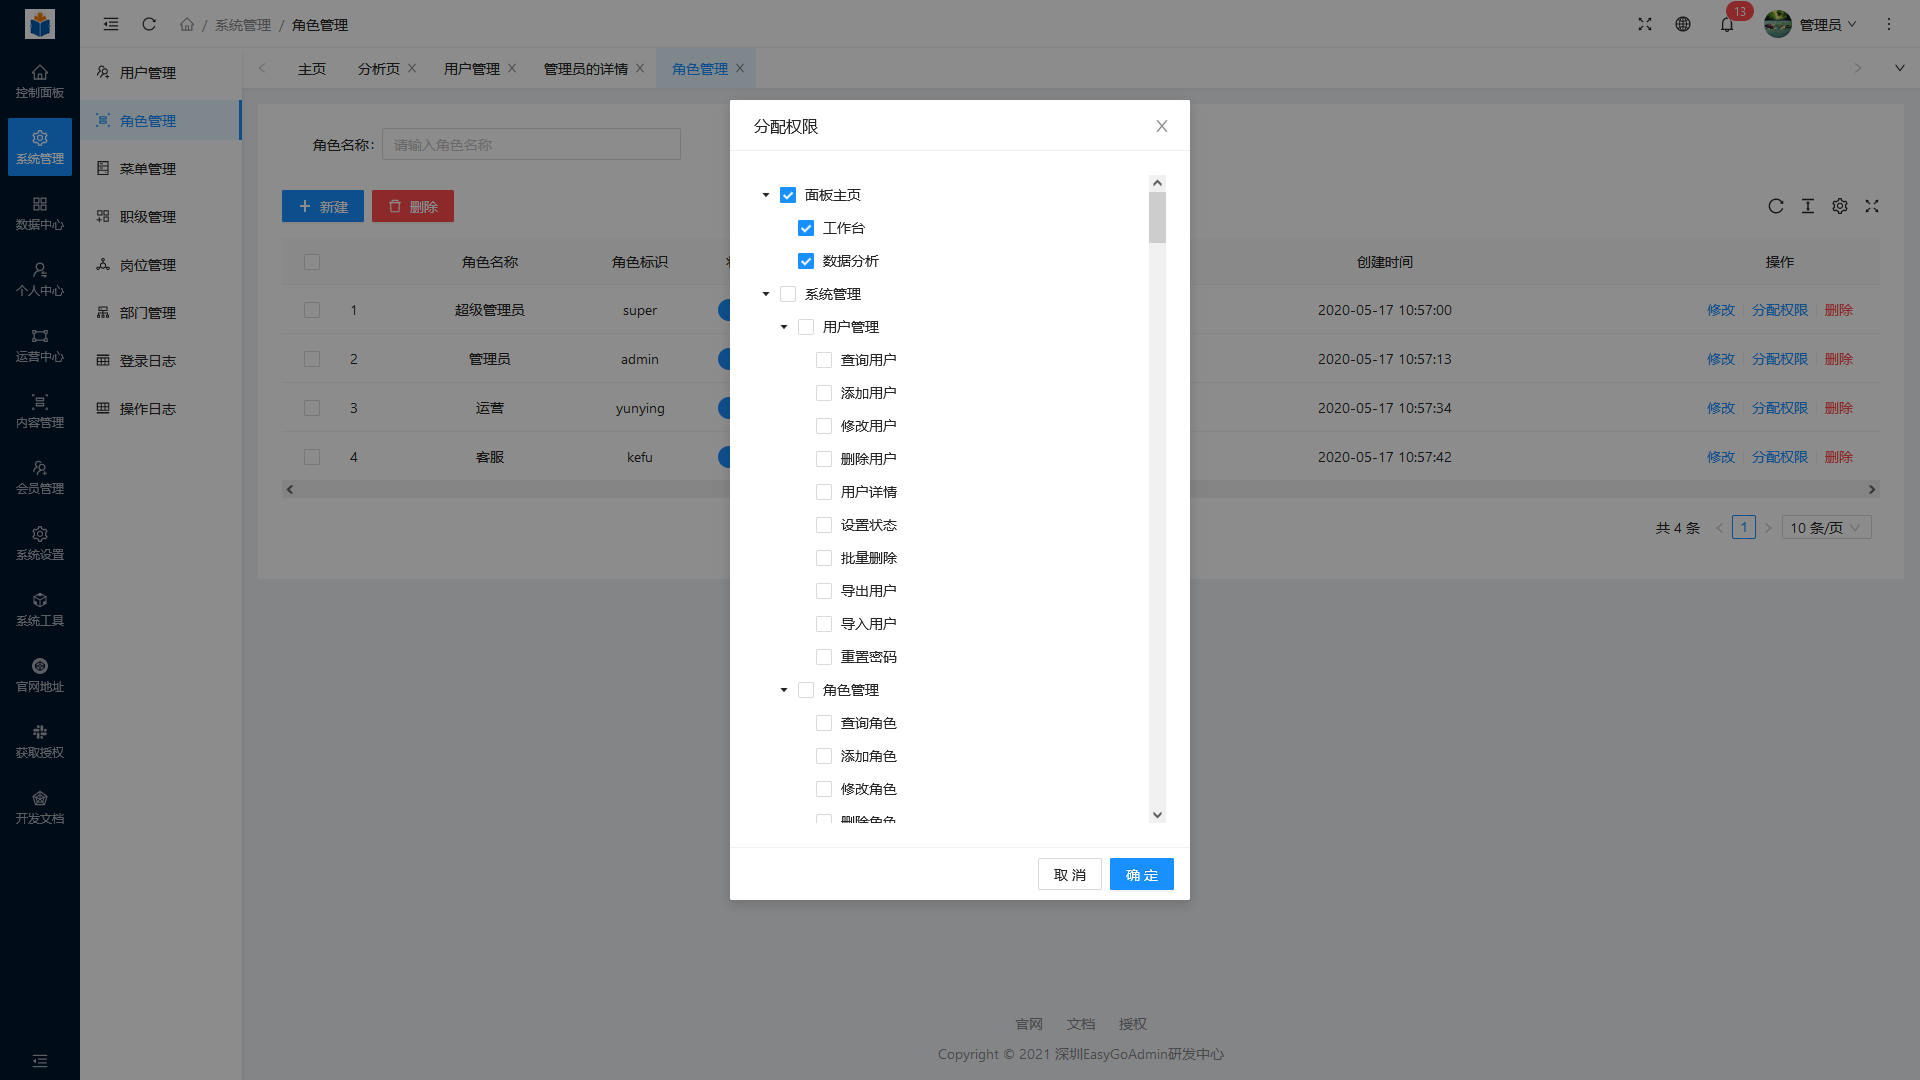 系统管理 / 角色管理
13
管理员
控制面板
系统管理
数据中心
个人中心
运营中心
内容管理
会员管理
系统设置
系统工具
官网地址
获取授权
开发文档
用户管理
角色管理
菜单管理
职级管理
岗位管理
部门管理
登录日志
操作日志
主页 分析页 用户管理 管理员的详情 角色管理
角色名称: 请输入角色名称
新建 删除
角色名称 角色标识 创建时间 操作
1 超级管理员 super 2020-05-17 10:57:00 修改 分配权限 删除
2 管理员 admin 2020-05-17 10:57:13 修改 分配权限 删除
3 运营 yunying 2020-05-17 10:57:34 修改 分配权限 删除
4 客服 kefu 2020-05-17 10:57:42 修改 分配权限 删除
共 4 条 1 10 条/页
分配权限
面板主页
工作台
数据分析
系统管理
用户管理
查询用户
添加用户
修改用户
删除用户
用户详情
设置状态
批量删除
导出用户
导入用户
重置密码
角色管理
查询角色
添加角色
修改角色
删除角色
取 消 确 定
官网 文档 授权
Copyright © 2021 深圳EasyGoAdmin研发中心